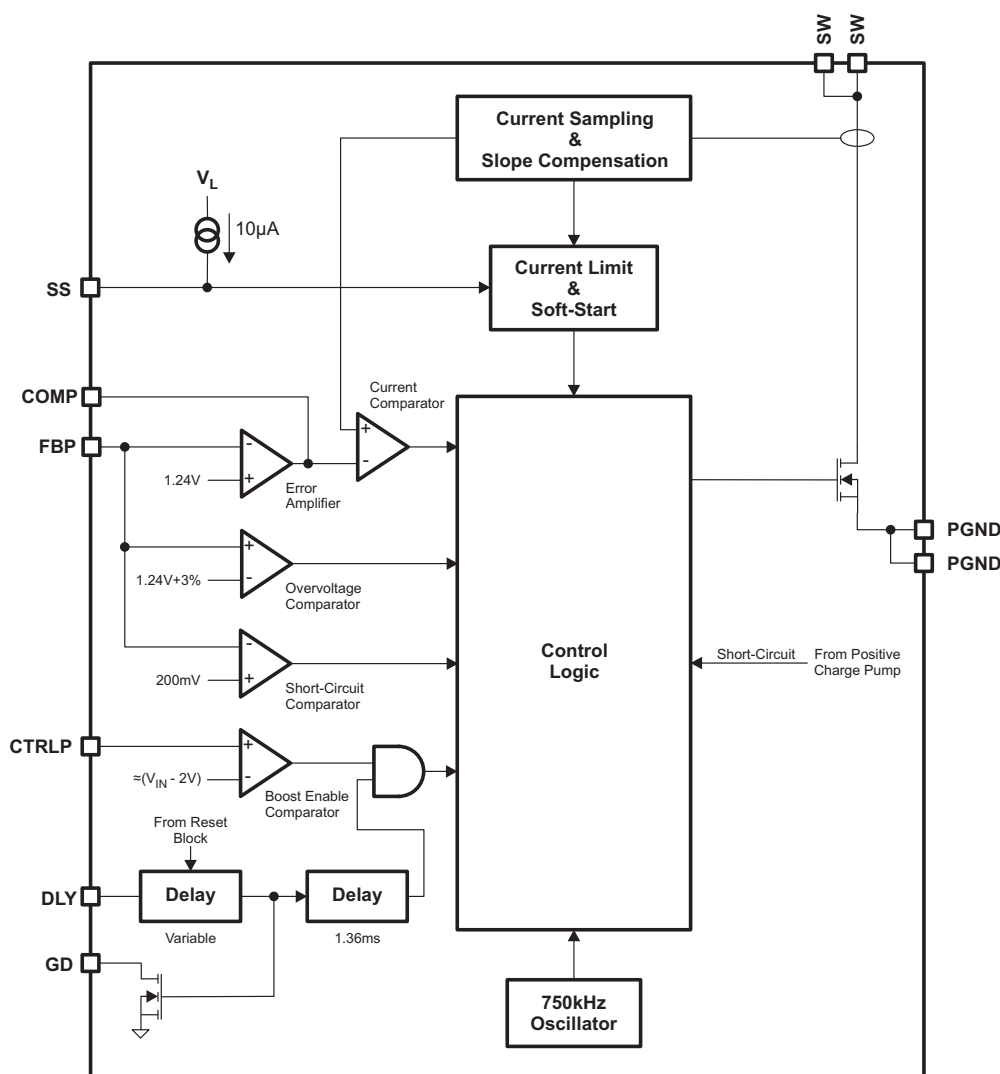 SW
SW
Current Sampling
&
Slope Compensation
VL
10µA
SS
Current Limit
&
Soft-Start
COMP
Current
Comparator
FBP
+
-
-
+
1.24V
Error
Amplifier
+
-
1.24V+3%
Overvoltage
Comparator
PGND
PGND
-
+
200mV
Short-Circuit
Comparator
Control
Logic
Short-Circuit
From Positive
Charge Pump
CTRLP
+
-
≈(VIN - 2V)
Boost Enable
Comparator
From Reset
Block
DLY
Delay
Delay
Variable
1.36ms
GD
750kHz
Oscillator